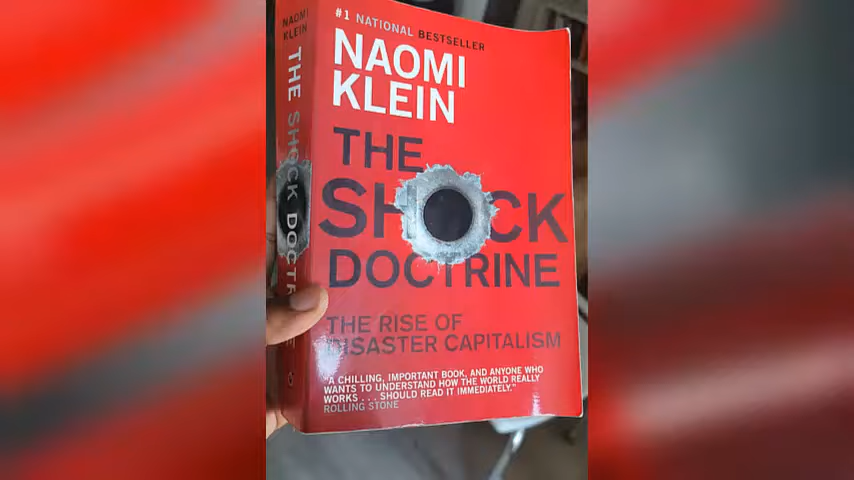 NAOMI
KLEIN
THE SHOCK DOCTR
#1 NATIONAL BESTSELLER
NAOMI
KLEIN
THE
SHOCK
DOCTRINE
THE RISE OF
DISASTER CAPITALISM
"A CHILLING, IMPORTANT BOOK, AND ANYONE WHO
WANTS TO UNDERSTAND HOW THE WORLD REALLY
WORKS . . . SHOULD READ IT IMMEDIATELY."
ROLLING STONE